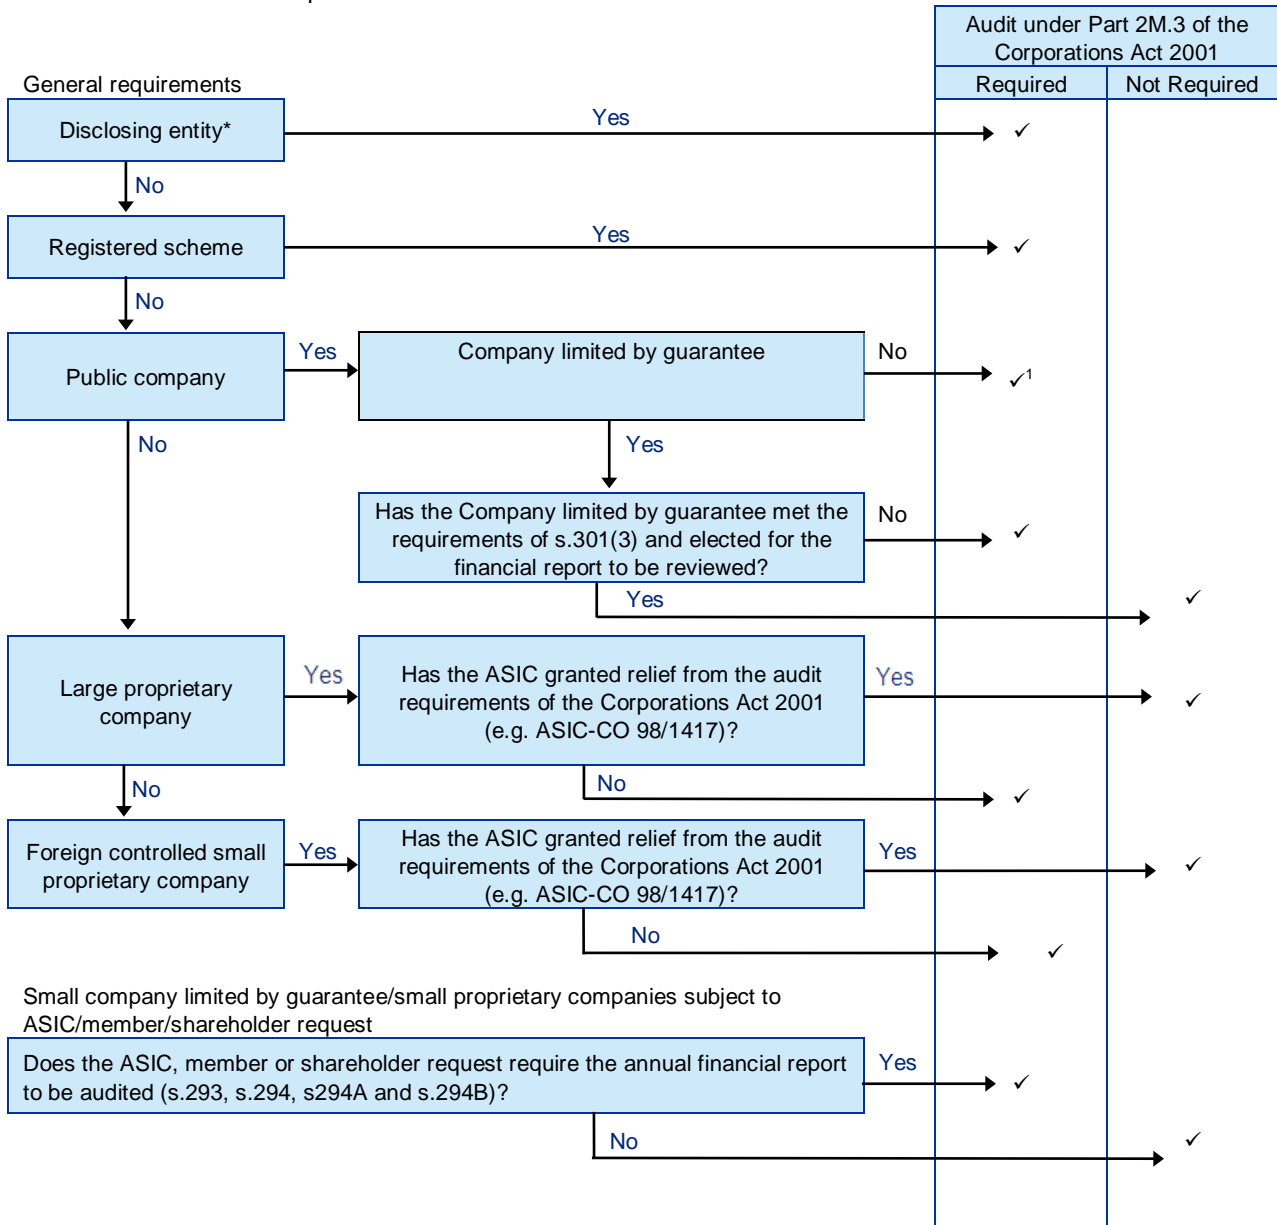 Audit under Part 2M.3 of the
Corporations Act 2001
General requirements
Required
Not Required
Disclosing entity*
Yes
✓
No
Registered scheme
Yes
✓
No
Public company
Yes
Company limited by guarantee
No
✓1
No
Yes
Has the Company limited by guarantee met the
requirements of s.301(3) and elected for the
financial report to be reviewed?
No
✓
Yes
✓
Large proprietary
company
Yes
Has the ASIC granted relief from the audit
requirements of the Corporations Act 2001
(e.g. ASIC-CO 98/1417)?
Yes
✓
No
No
✓
Foreign controlled small
proprietary company
Yes
Has the ASIC granted relief from the audit
requirements of the Corporations Act 2001
(e.g. ASIC-CO 98/1417)?
Yes
✓
No
✓
Small company limited by guarantee/small proprietary companies subject to
ASIC/member/shareholder request
Does the ASIC, member or shareholder request require the annual financial report
to be audited (s.293, s.294, s294A and s.294B)?
Yes
✓
No
✓